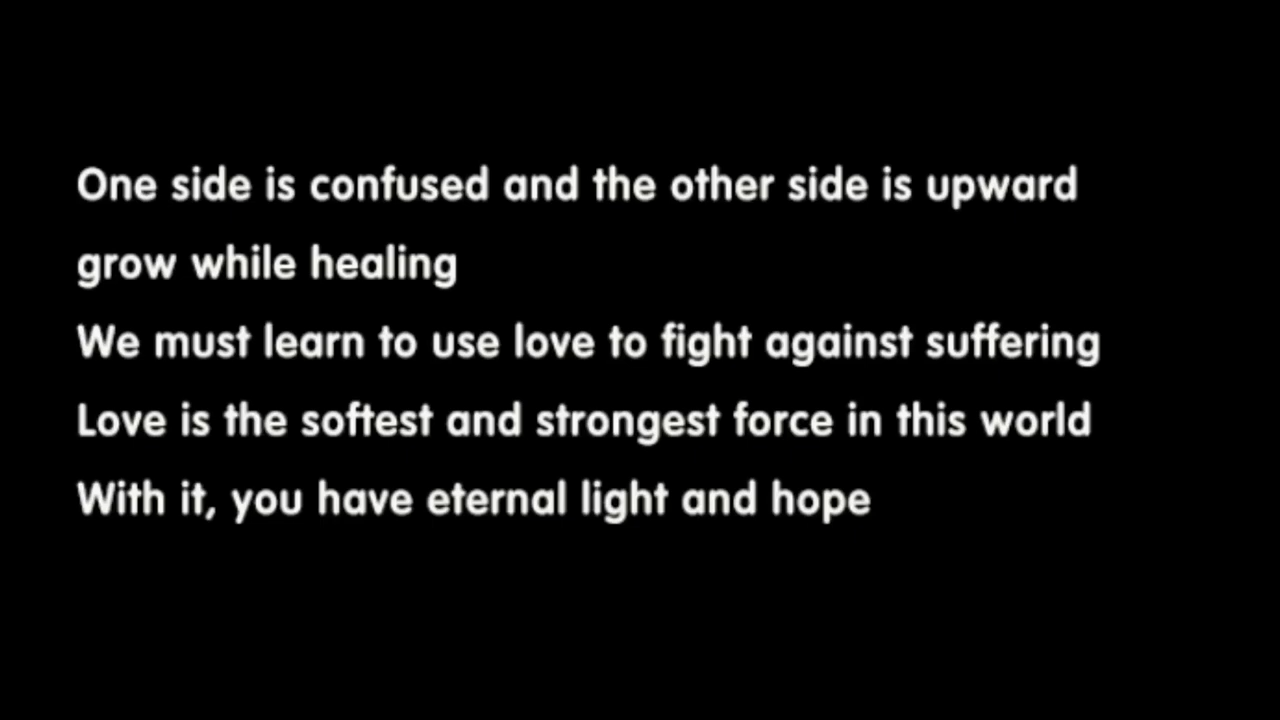 One side is confused and the other side is upward
grow while healing
We must learn to use love to fight against suffering
Love is the softest and strongest force in this world
With it, you have eternal light and hope